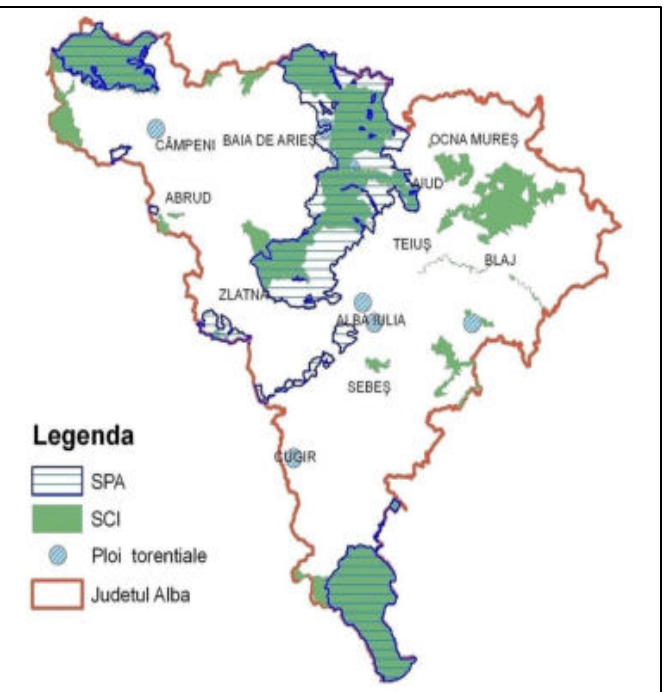 OCNA MUREȘ
CÂMPENI
BAIA DE ARIEȘ
AIUD
ABRUD
TEIUȘ
BLAJ
ZLATNA
ALBA IULIA
SEBEȘ
CUGIR
Legenda
SPA
SCI
Ploi torentiale
Judetul Alba